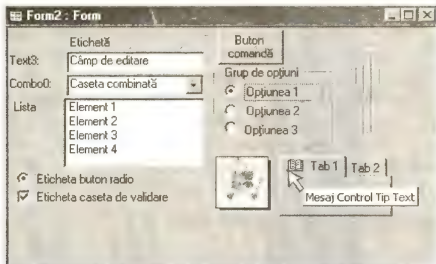 Form2 : Form
Etichetă
Text3: Câmp de editare
Combo0: Caseta combinată
Lista
Element 1
Element 2
Element 3
Element 4
Eticheta buton radio
Eticheta caseta de validare
Buton
comandă
Grup de opțiuni
Opțiunea 1
Opțiunea 2
Opțiunea 3
Tab 1 Tab 2
Mesaj Control Tip Text